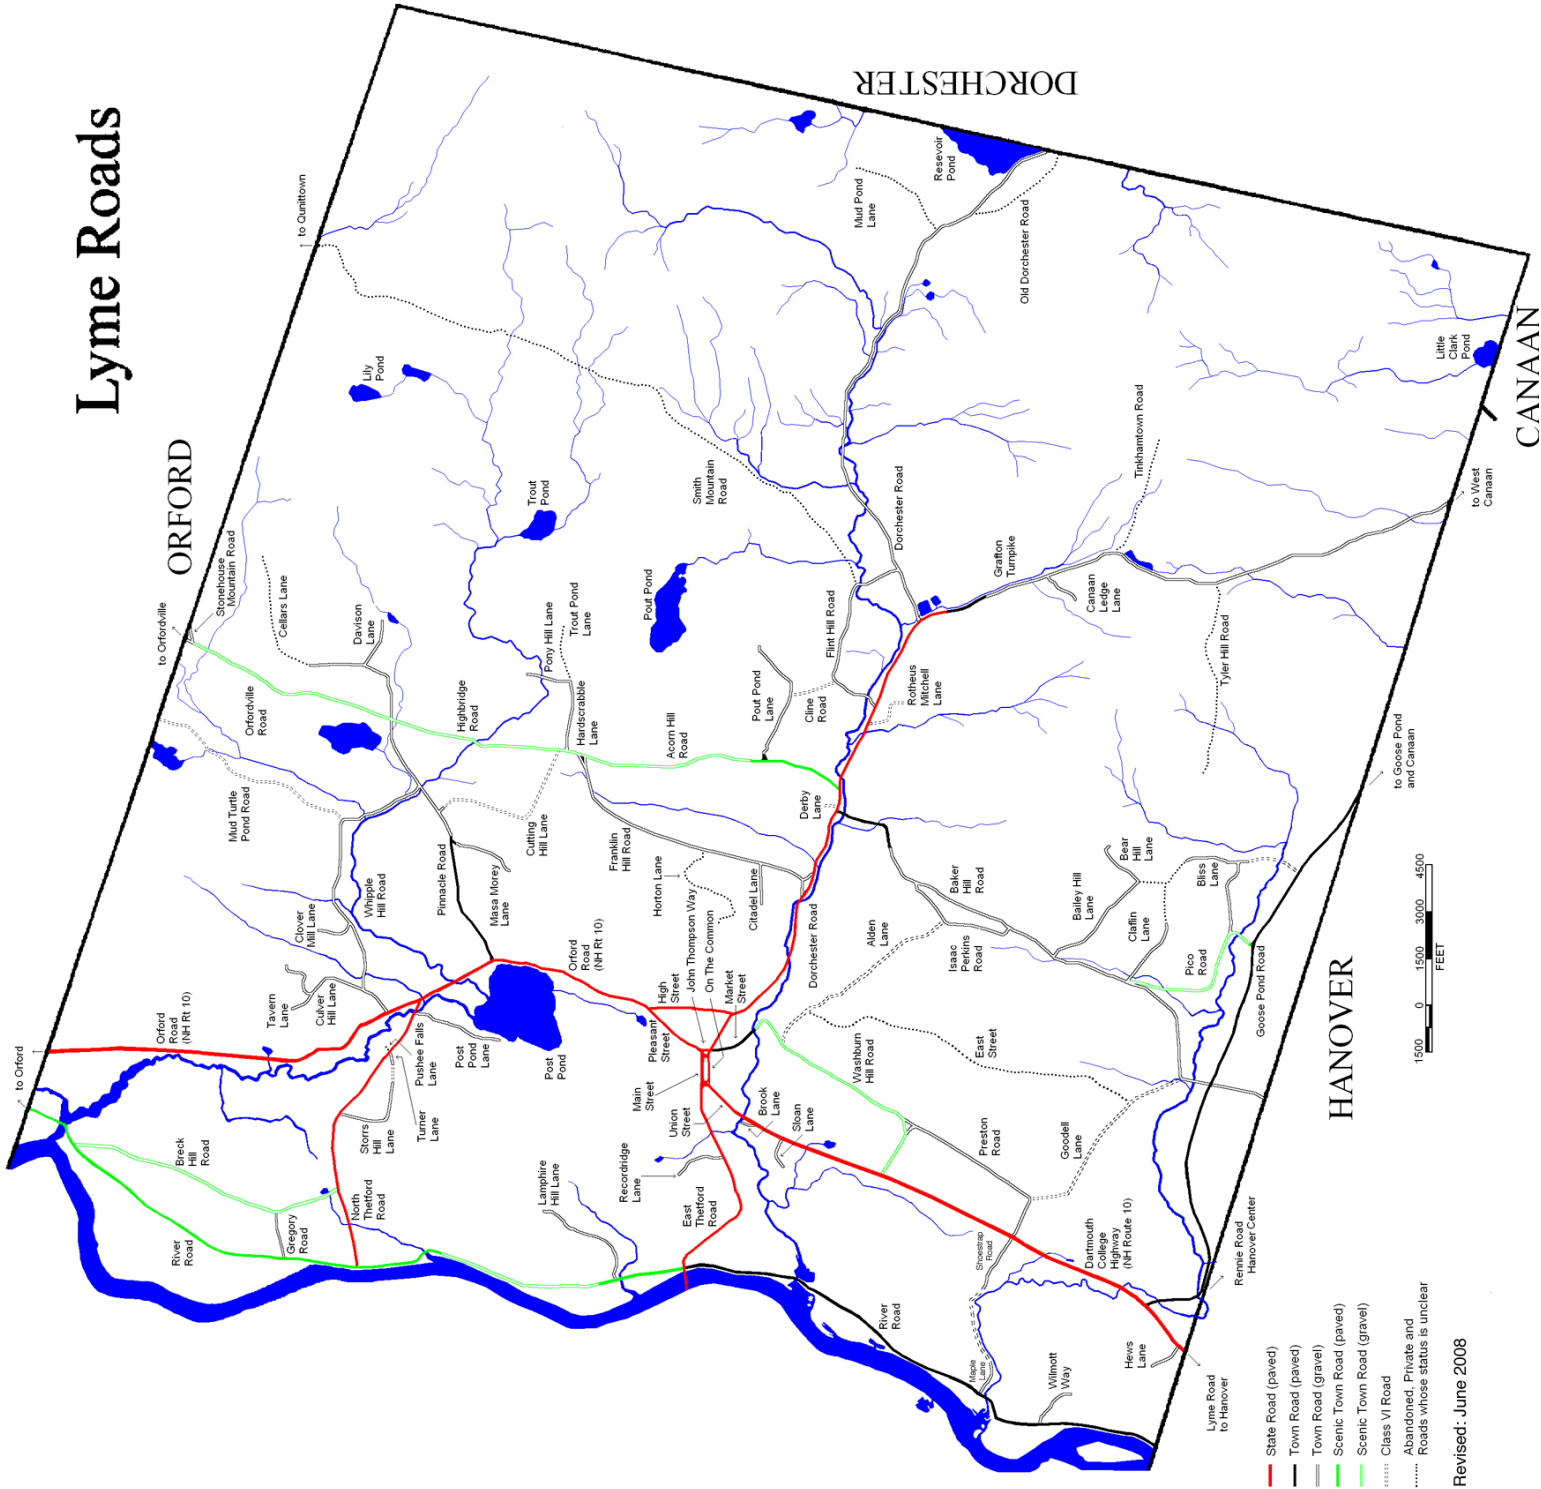 Lyme Roads
ORFORD
DORCHESTER
CANAAN
HANOVER
to Qunittown
to Orfordville
Stonehouse
Mountain Road
Cellars Lane
Davison
Lane
Lily
Pond
Trout
Pond
Smith
Mountain
Road
Mud Pond
Lane
Resevoir
Pond
Old Dorchester Road
Little
Clark
Pond
to West
Canaan
Tinkhamtown Road
Dorchester Road
Grafton
Turnpike
Canaan
Ledge
Lane
Tyler Hill Road
to Goose Pond
and Canaan
Orfordville
Road
Highbridge
Road
Pony Hill Lane
Trout Pond
Lane
Hardscrabble
Lane
Pout Pond
Acorn Hill
Road
Pout Pond
Lane
Cline
Road
Flint Hill Road
Rotheus
Mitchell
Lane
Derby
Lane
Mud Turtle
Pond Road
Cutting
Hill Lane
Franklin
Hill Road
Horton Lane
Citadel Lane
Pinnacle Road
Masa Morey
Lane
Whipple
Hill Road
Clover
Mill Lane
Tavern
Lane
Culver
Hill Lane
Orford
Road
(NH Rt 10)
to Orford
Orford
Road
(NH Rt 10)
Pushee Falls
Lane
Post
Pond
Lane
Post
Pond
Turner
Lane
Storrs
Hill
Lane
Breck
Hill
Road
River
Road
Gregory
Road
North
Thetford
Road
Lamphire
Hill Lane
Recordridge
Lane
East
Thetford
Road
Union
Street
Main
Street
Pleasant
Street
High
Street
John Thompson Way
On The Common
Market
Street
Dorchester Road
Brook
Lane
Sloan
Lane
Washburn
Hill Road
East
Street
Alden
Lane
Isaac
Perkins
Road
Baker
Hill
Road
Bear
Hill
Lane
Bailey Hill
Lane
Claflin
Lane
Bliss
Lane
Pico
Road
Goose Pond Road
Preston
Road
Goodell
Lane
Shoestrap
Road
Dartmouth
College
Highway
(NH Route 10)
Rennie Road
Hanover Center
River
Road
Maple
Lane
Wilmott
Way
Hews
Lane
Lyme Road
to Hanover
1500 0 1500 3000 4500
FEET
State Road (paved)
Town Road (paved)
Town Road (gravel)
Scenic Town Road (paved)
Scenic Town Road (gravel)
Class VI Road
Abandoned, Private and
Roads whose status is unclear
Revised: June 2008